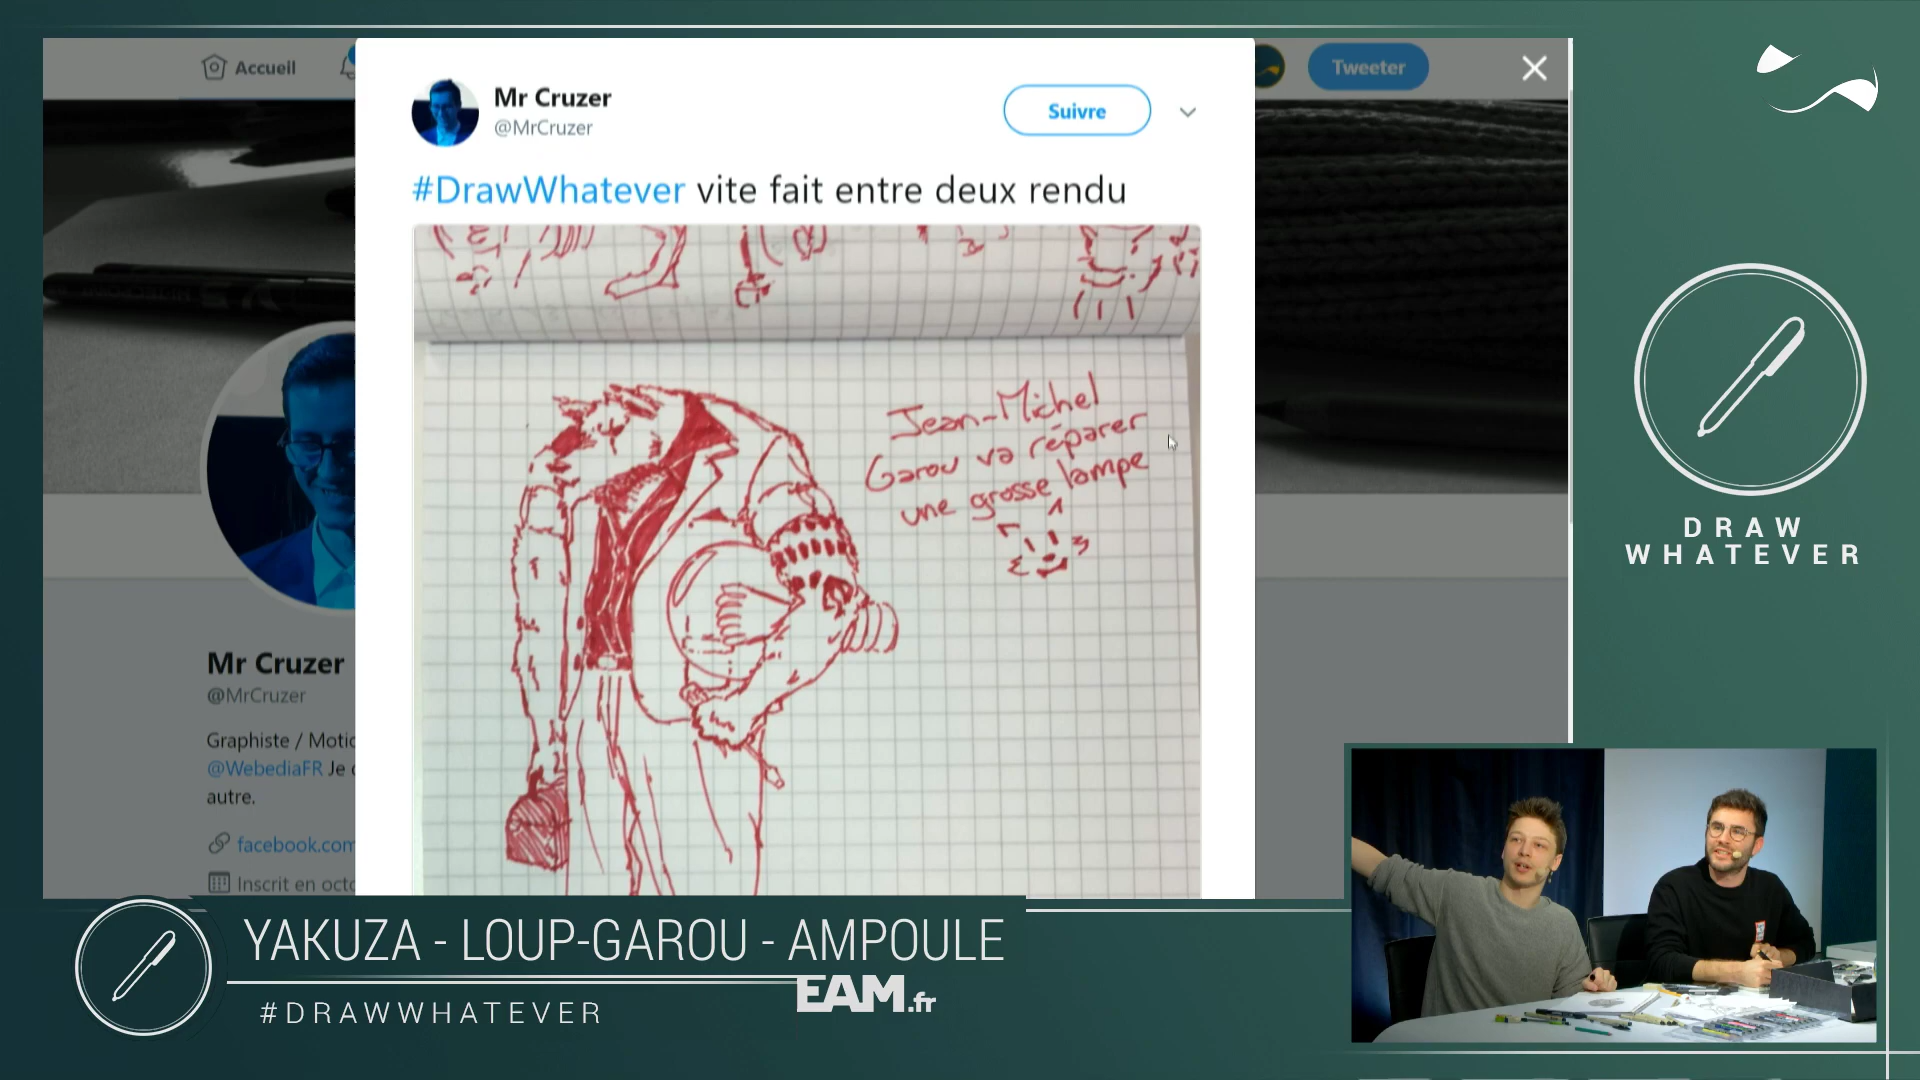 Accueil
Tweeter
Mr Cruzer
@MrCruzer
Suivre
#DrawWhatever vite fait entre deux rendu
Jean-Michel
Garou va réparer
une grosse lampe
Mr Cruzer
@MrCruzer
Graphiste / Motio
@WebediaFR Je
autre.
facebook.com
Inscrit en octo
DRAW
WHATEVER
YAKUZA - LOUP-GAROU - AMPOULE
EAM.fr
#DRAWWHATEVER